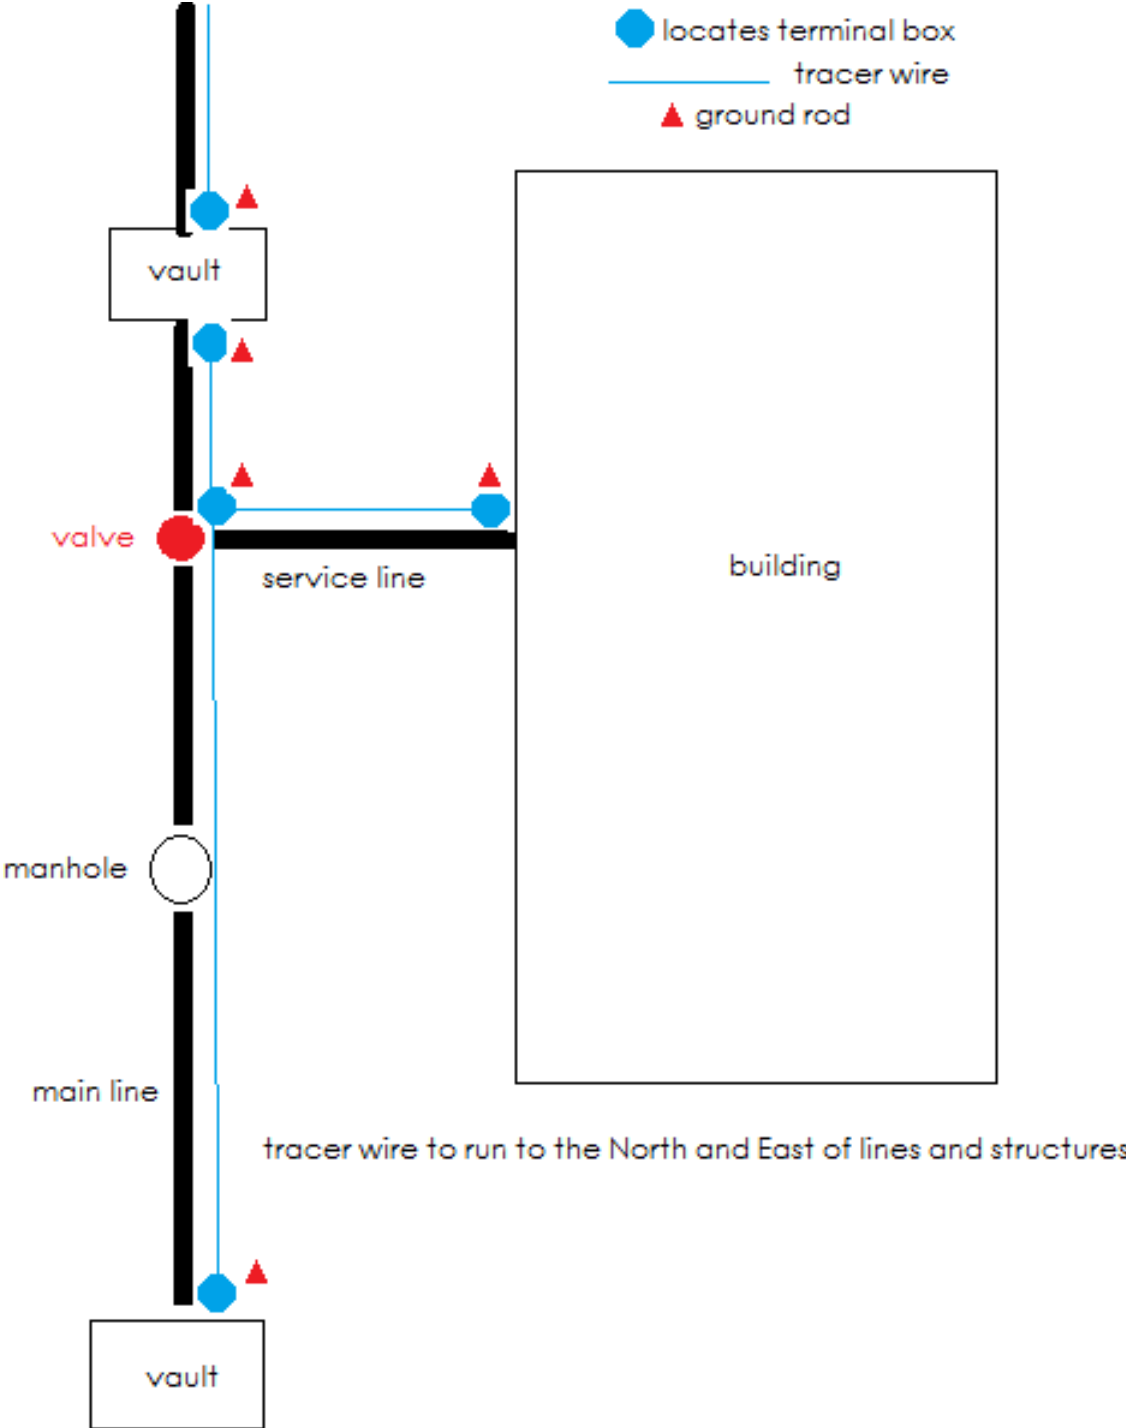 locates terminal box
tracer wire
ground rod
vault
valve
service line
building
manhole
main line
tracer wire to run to the North and East of lines and structures
vault